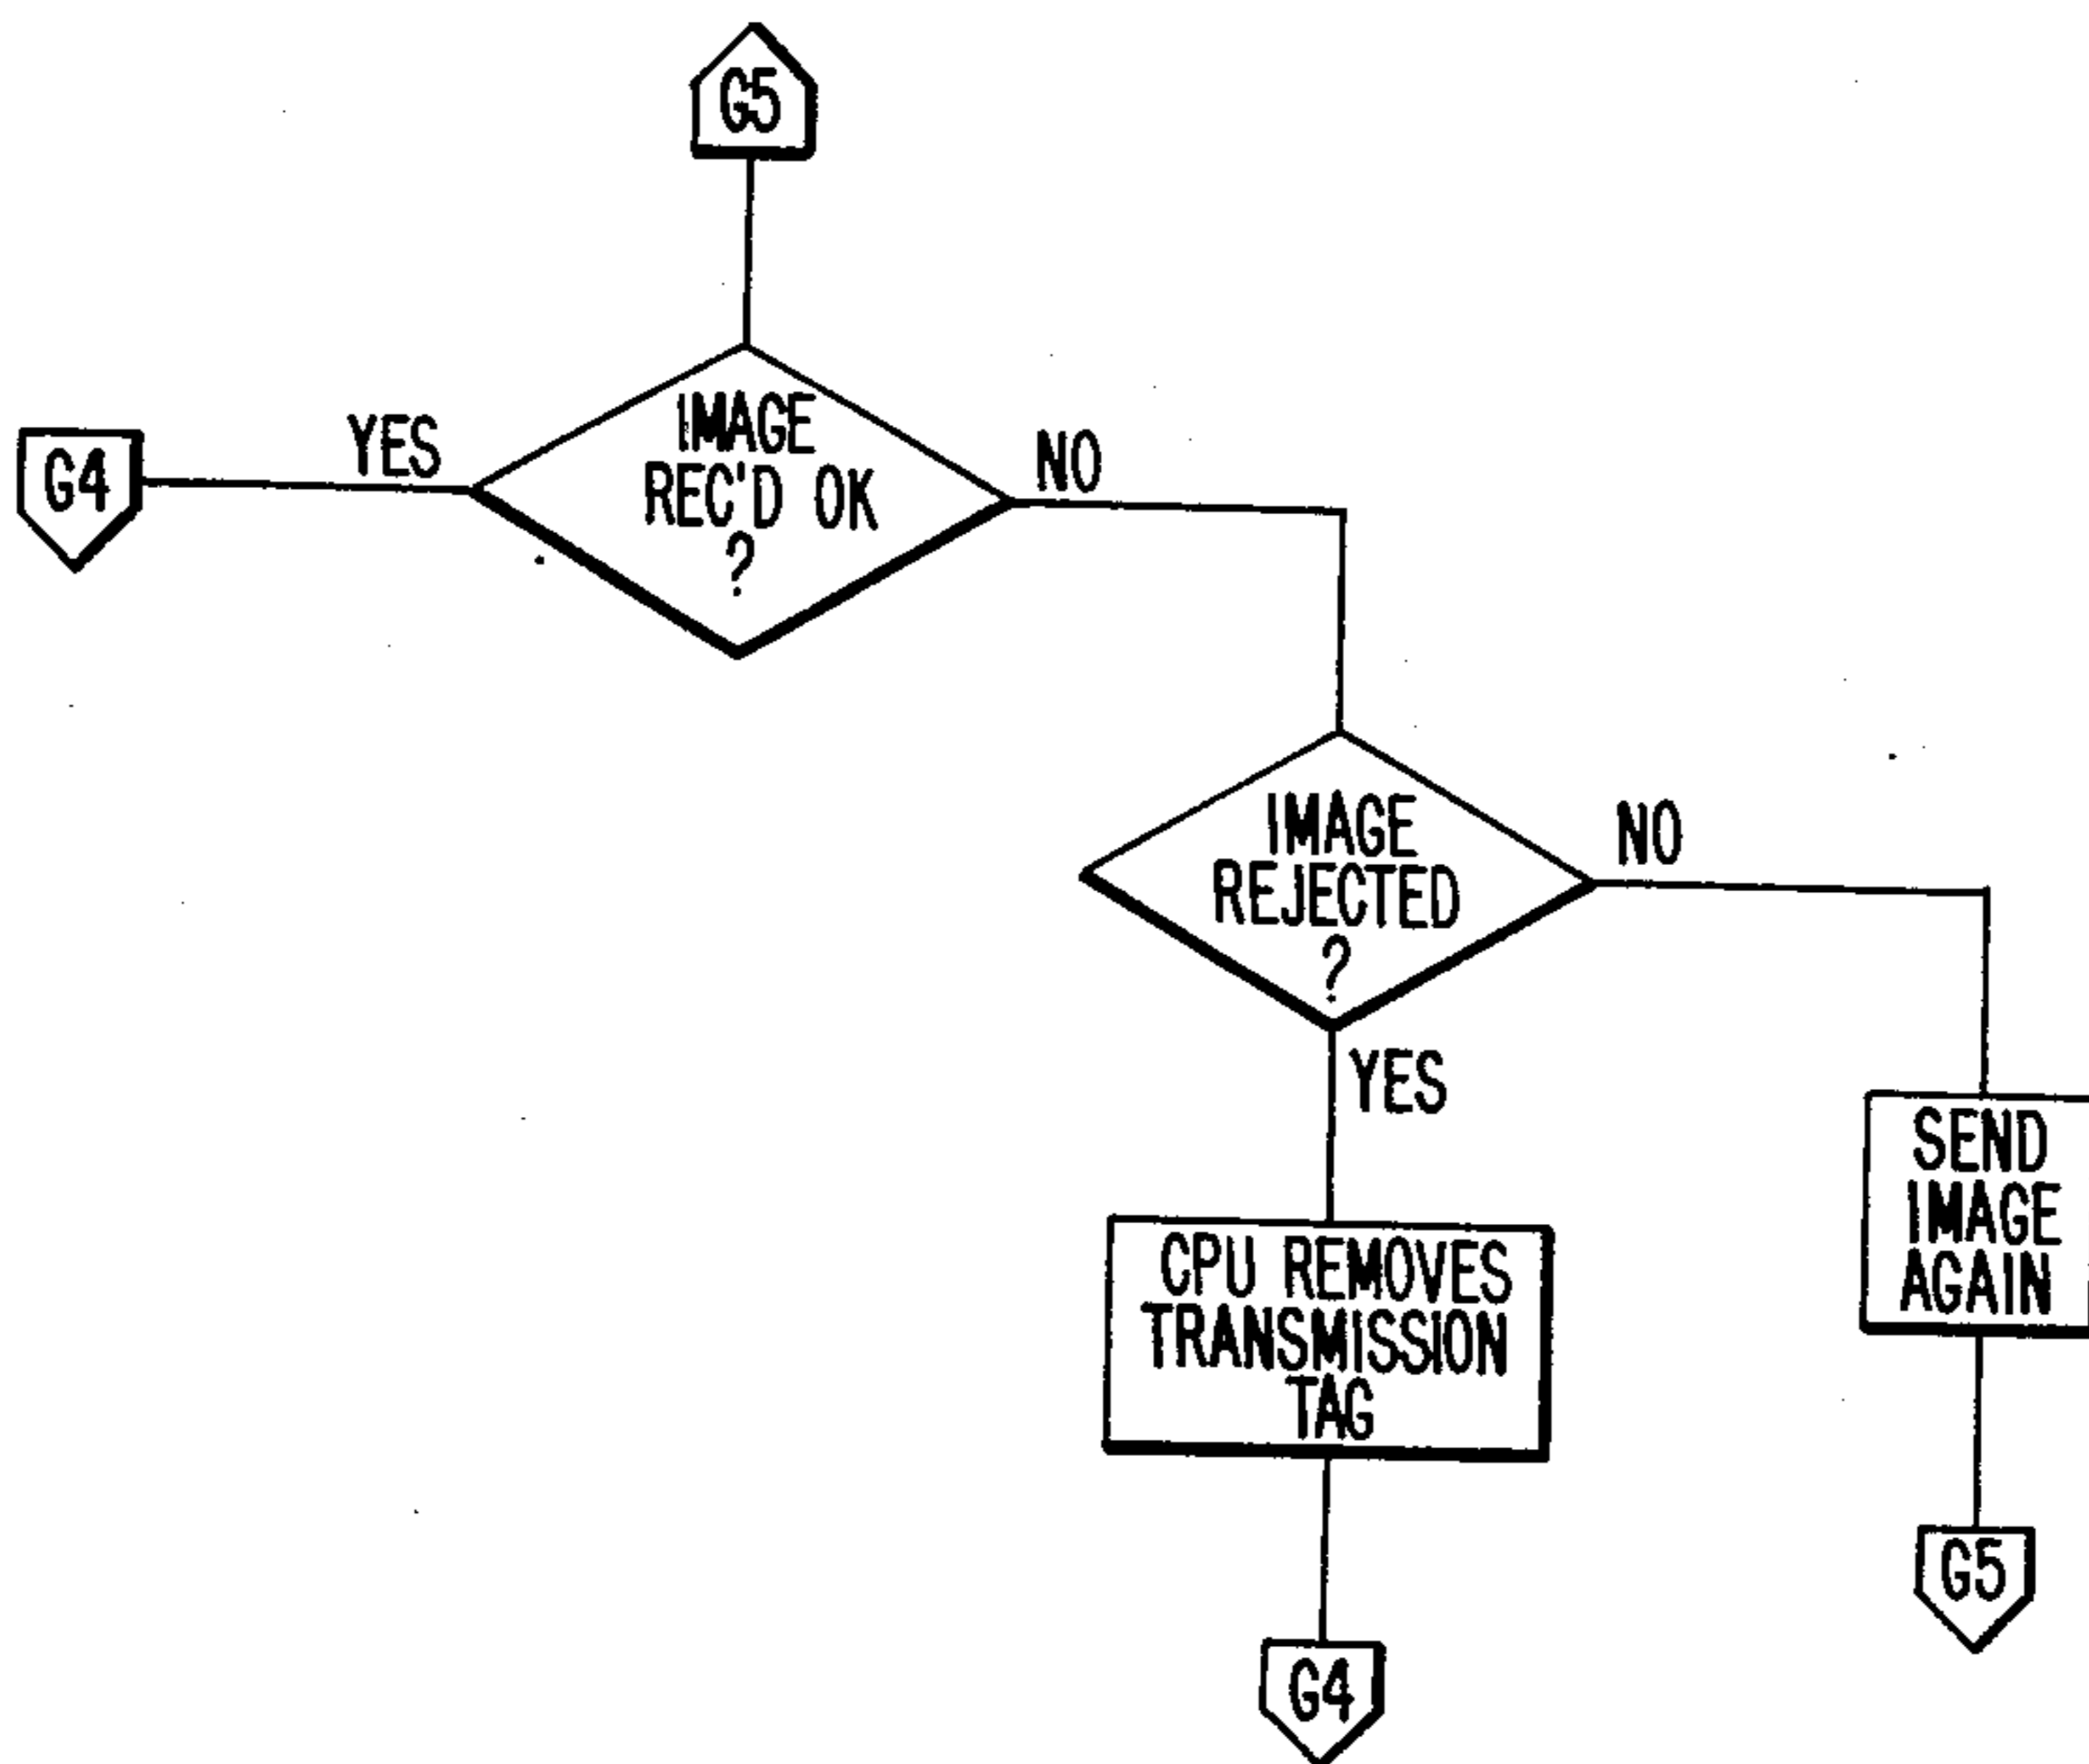 G5
IMAGE
REC'D OK
?
YES
G4
NO
IMAGE
REJECTED
?
NO
YES
CPU REMOVES
TRANSMISSION
TAG
SEND
IMAGE
AGAIN
G4
G5